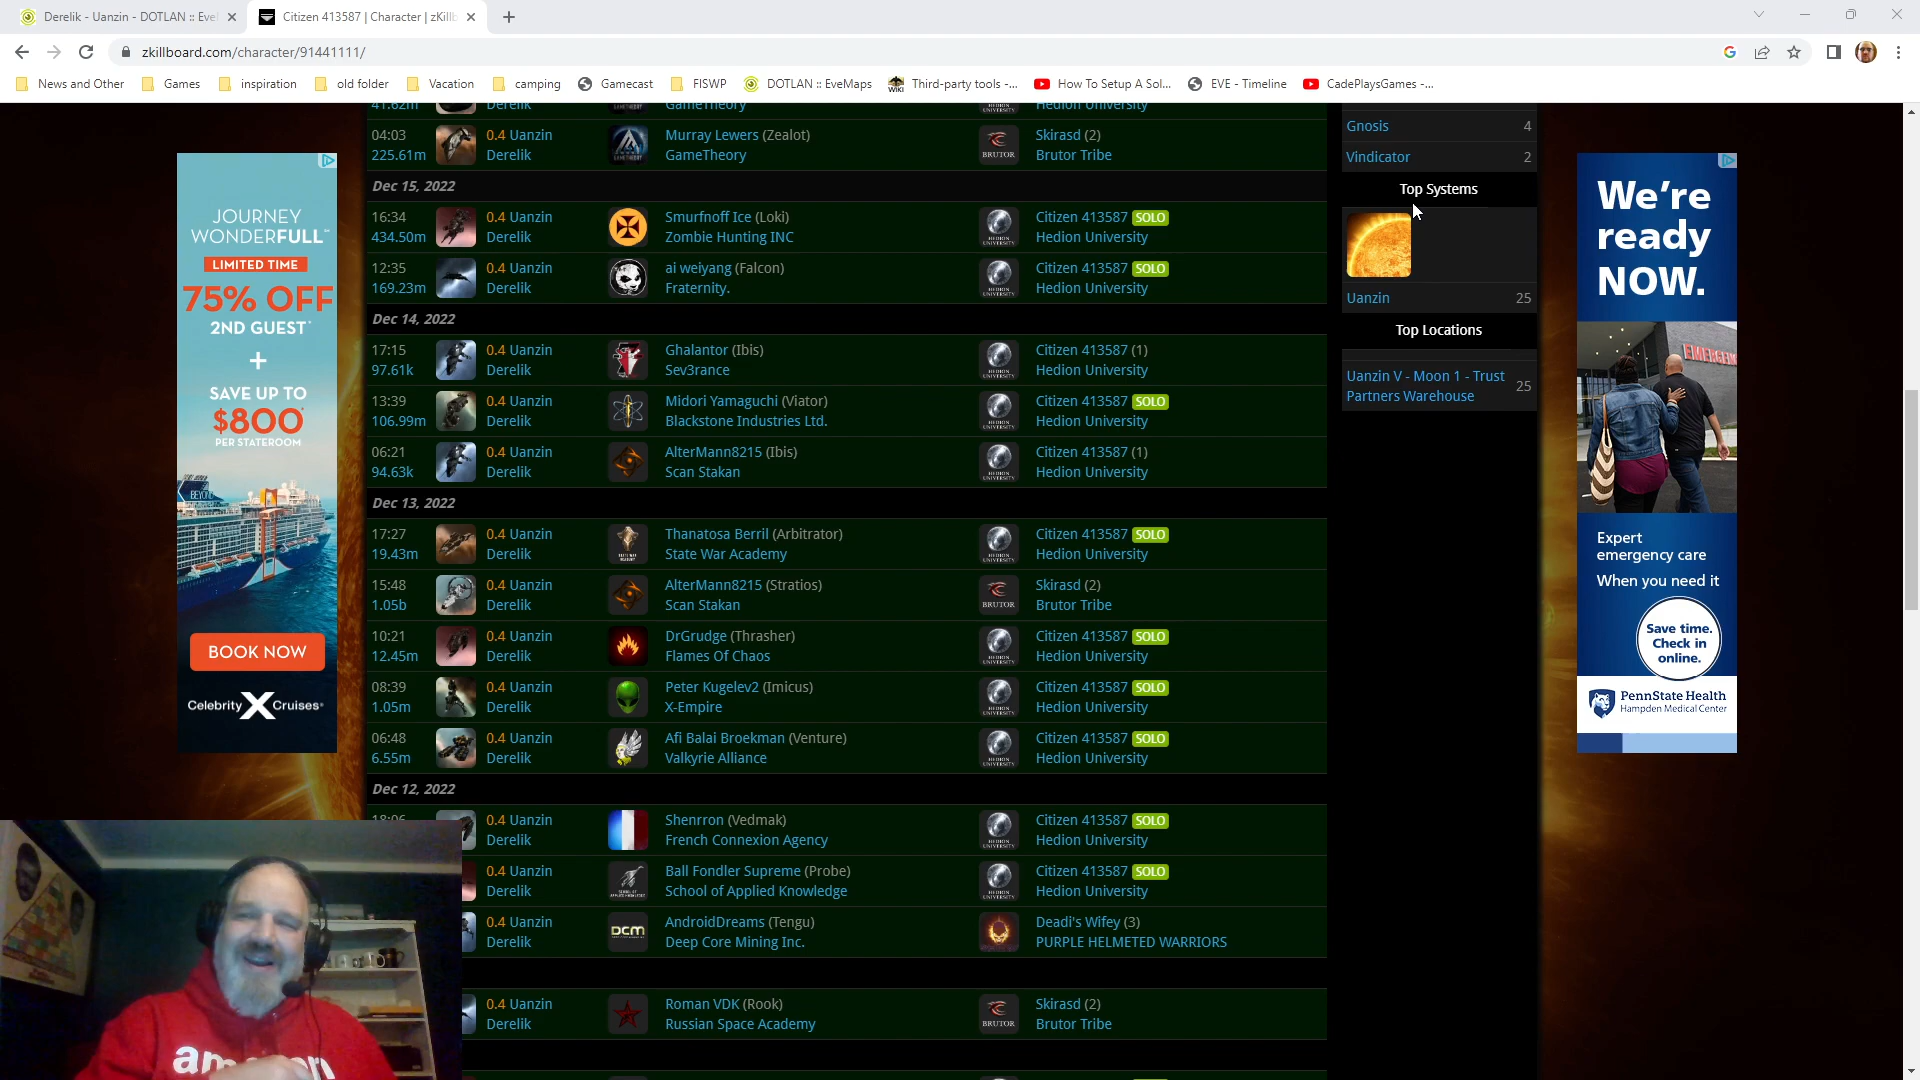 Derelik - Uanzin - DOTLAN :: Eve
Citizen 413587 | Character | zKillb
zkillboard.com/character/91441111/
News and Other
Games
inspiration
old folder
Vacation
camping
Gamecast
FISWP
DOTLAN :: EveMaps
Third-party tools -...
How To Setup A Sol...
EVE - Timeline
CadePlaysGames -...
41.62m Derelik GameTheory Hedion University
04:03 0.4 Uanzin Murray Lewers (Zealot) Skirasd (2)
225.61m Derelik GameTheory BRUTOR Brutor Tribe
Dec 15, 2022
16:34 0.4 Uanzin Smurfnoff Ice (Loki) Citizen 413587 SOLO
434.50m Derelik Zombie Hunting INC Hedion University
12:35 0.4 Uanzin ai weiyang (Falcon) Citizen 413587 SOLO
169.23m Derelik Fraternity. Hedion University
Dec 14, 2022
17:15 0.4 Uanzin Ghalantor (Ibis) Citizen 413587 (1)
97.61k Derelik Sev3rance Hedion University
13:39 0.4 Uanzin Midori Yamaguchi (Viator) Citizen 413587 SOLO
106.99m Derelik Blackstone Industries Ltd. Hedion University
06:21 0.4 Uanzin AlterMann8215 (Ibis) Citizen 413587 (1)
94.63k Derelik Scan Stakan Hedion University
Dec 13, 2022
17:27 0.4 Uanzin Thanatosa Berril (Arbitrator) Citizen 413587 SOLO
19.43m Derelik State War Academy Hedion University
15:48 0.4 Uanzin AlterMann8215 (Stratios) Skirasd (2)
1.05b Derelik Scan Stakan BRUTOR Brutor Tribe
10:21 0.4 Uanzin DrGrudge (Thrasher) Citizen 413587 SOLO
12.45m Derelik Flames Of Chaos Hedion University
08:39 0.4 Uanzin Peter Kugelev2 (Imicus) Citizen 413587 SOLO
1.05m Derelik X-Empire Hedion University
06:48 0.4 Uanzin Afi Balai Broekman (Venture) Citizen 413587 SOLO
6.55m Derelik Valkyrie Alliance Hedion University
Dec 12, 2022
18:06 0.4 Uanzin Shenrron (Vedmak) Citizen 413587 SOLO
Derelik French Connexion Agency Hedion University
0.4 Uanzin Ball Fondler Supreme (Probe) Citizen 413587 SOLO
Derelik School of Applied Knowledge Hedion University
0.4 Uanzin AndroidDreams (Tengu) Deadi's Wifey (3)
Derelik DCM Deep Core Mining Inc. PURPLE HELMETED WARRIORS
0.4 Uanzin Roman VDK (Rook) Skirasd (2)
Derelik Russian Space Academy BRUTOR Brutor Tribe
Gnosis 4
Vindicator 2
Top Systems
Uanzin 25
Top Locations
Uanzin V - Moon 1 - Trust
Partners Warehouse 25
JOURNEY
WONDERFULL
LIMITED TIME
75% OFF
2ND GUEST*
+
SAVE UP TO
$800*
PER STATEROOM
BEYOND
BOOK NOW
Celebrity X Cruises
We're
ready
NOW.
EMERGENC
Expert
emergency care
When you need it
Save time.
Check in
online.
PennState Health
Hampden Medical Center